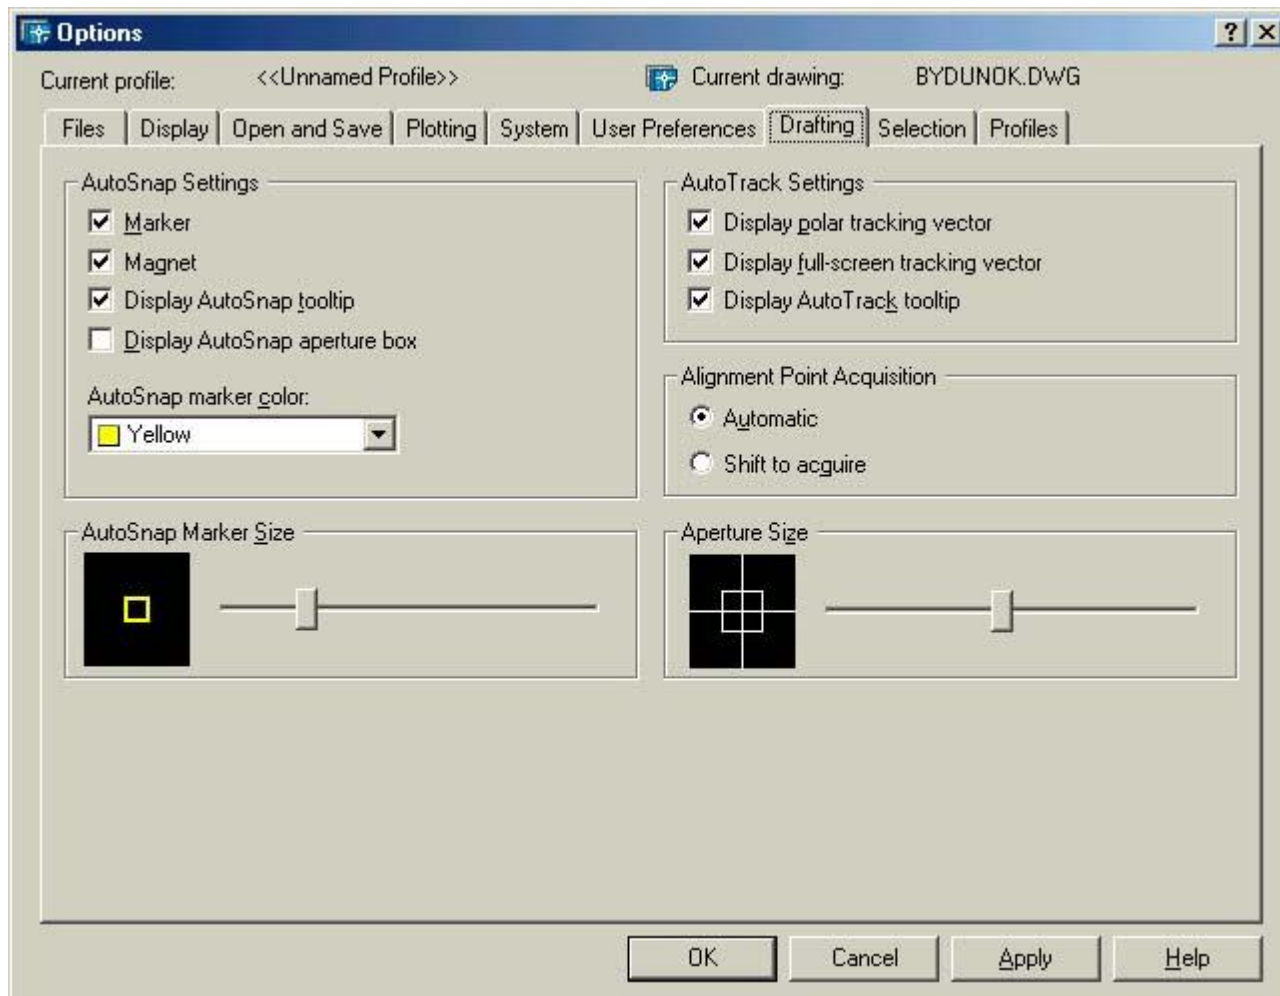 Options
Current profile: <<Unnamed Profile>> Current drawing: BYDUNOK.DWG
Files Display Open and Save Plotting System User Preferences Drafting Selection Profiles
AutoSnap Settings
Marker
Magnet
Display AutoSnap tooltip
Display AutoSnap aperture box
AutoSnap marker color:
Yellow
AutoTrack Settings
Display polar tracking vector
Display full-screen tracking vector
Display AutoTrack tooltip
Alignment Point Acquisition
Automatic
Shift to acquire
AutoSnap Marker Size
Aperture Size
OK Cancel Apply Help